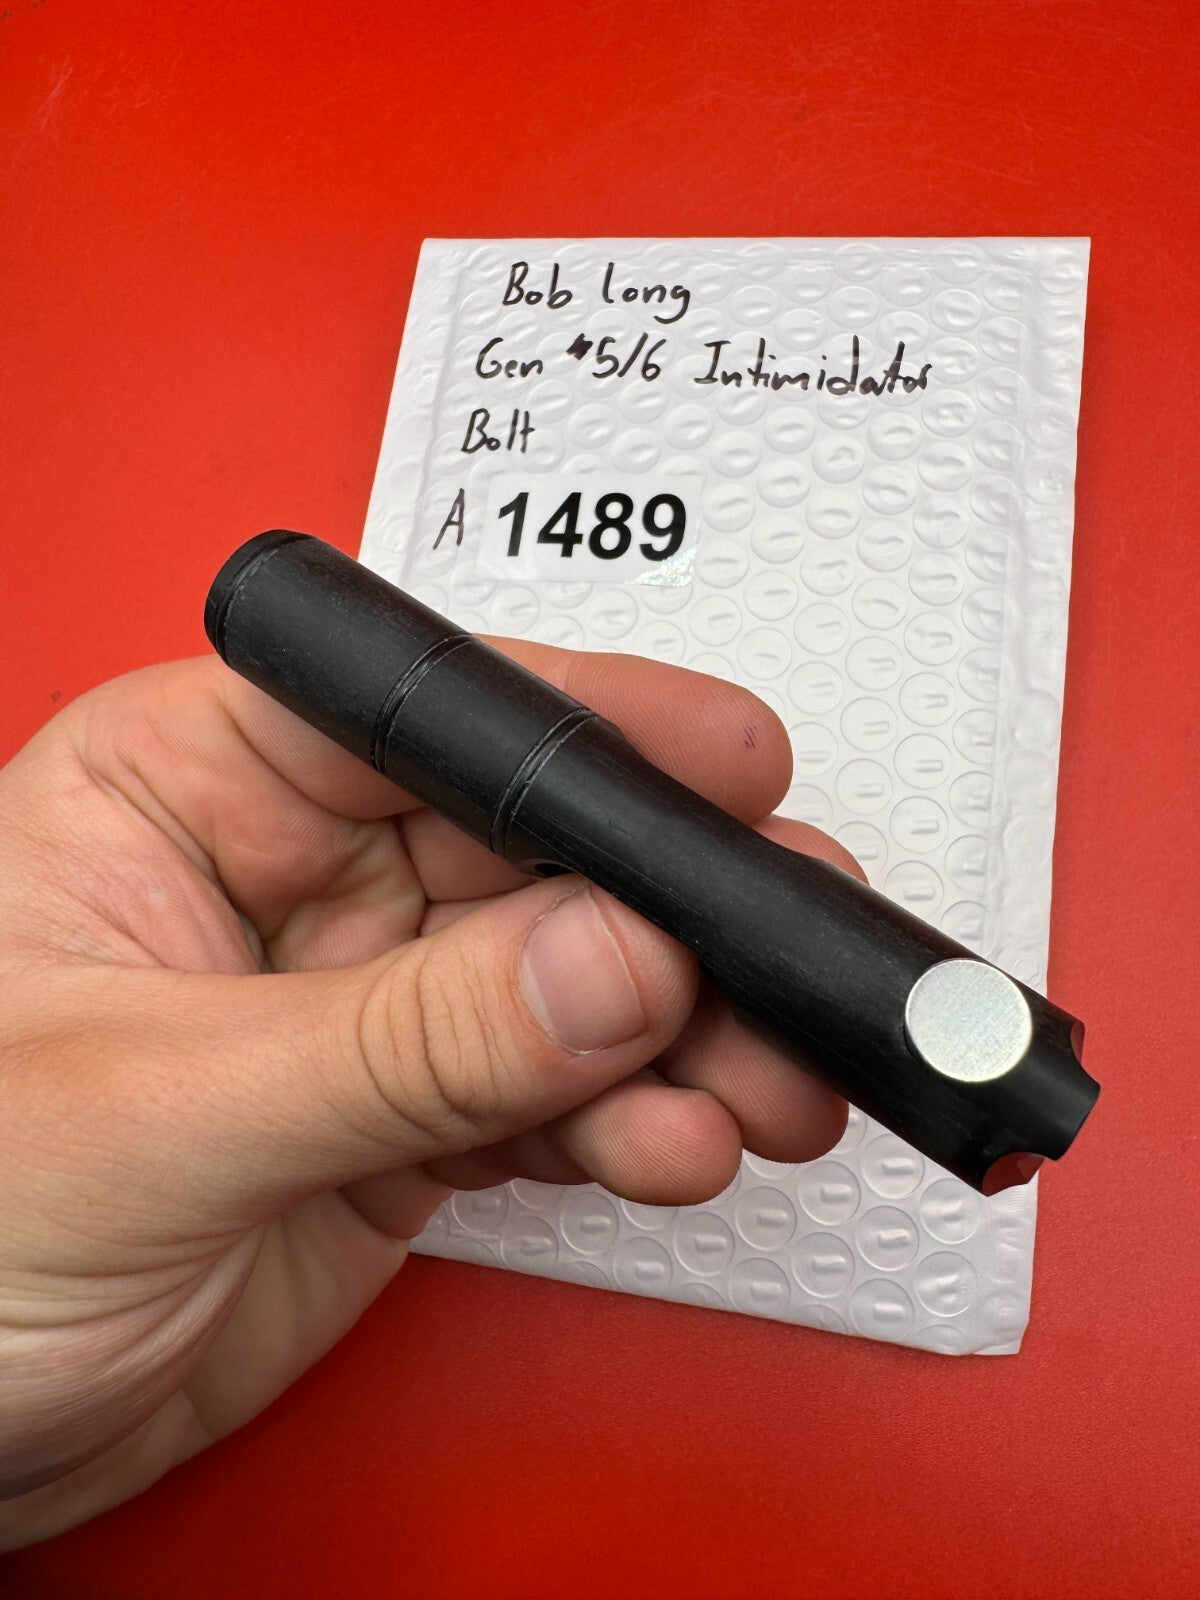 Bob Long
Gen 5/6 Intimidator
Bolt
A 1489